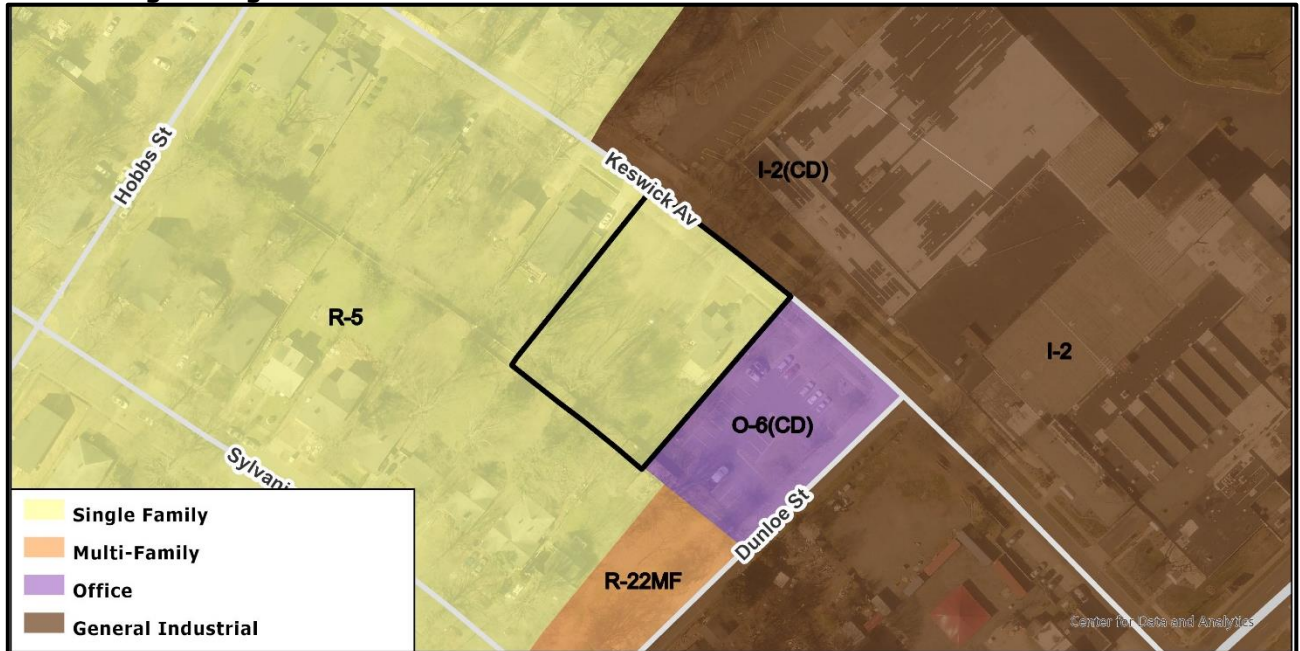 Hobbs St
Keswick Av
I-2(CD)
R-5
I-2
O-6(CD)
Sylvani
Dunloe St
R-22MF
Single Family
Multi-Family
Office
General Industrial
Center for Data and Analytics